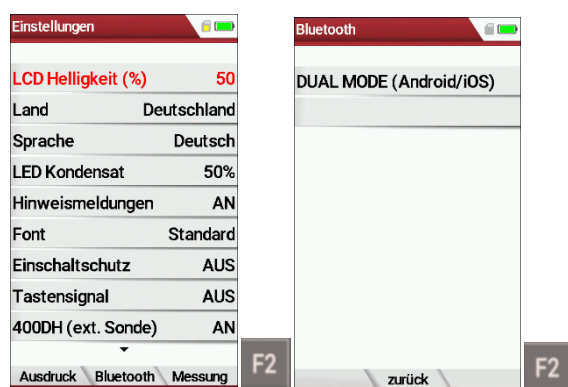 Einstellungen
LCD Helligkeit (%) 50
Land Deutschland
Sprache Deutsch
LED Kondensat 50%
Hinweismeldungen AN
Font Standard
Einschaltschutz AUS
Tastensignal AUS
400DH (ext. Sonde) AN
Ausdruck Bluetooth Messung
F2
Bluetooth
DUAL MODE (Android/iOS)
zurück
F2